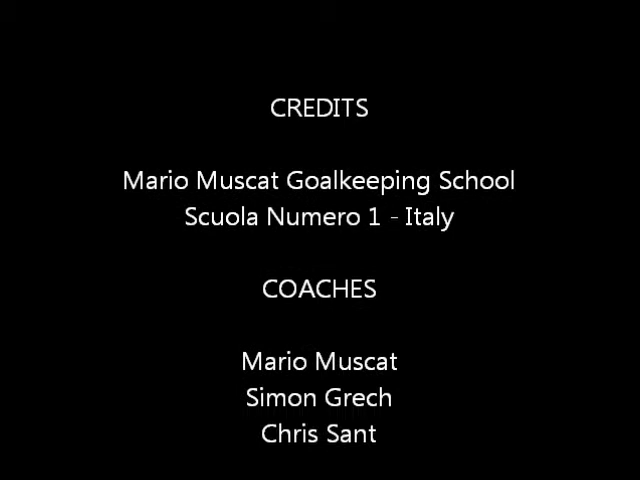 CREDITS
Mario Muscat Goalkeeping School
Scuola Numero 1 - Italy
COACHES
Mario Muscat
Simon Grech
Chris Sant